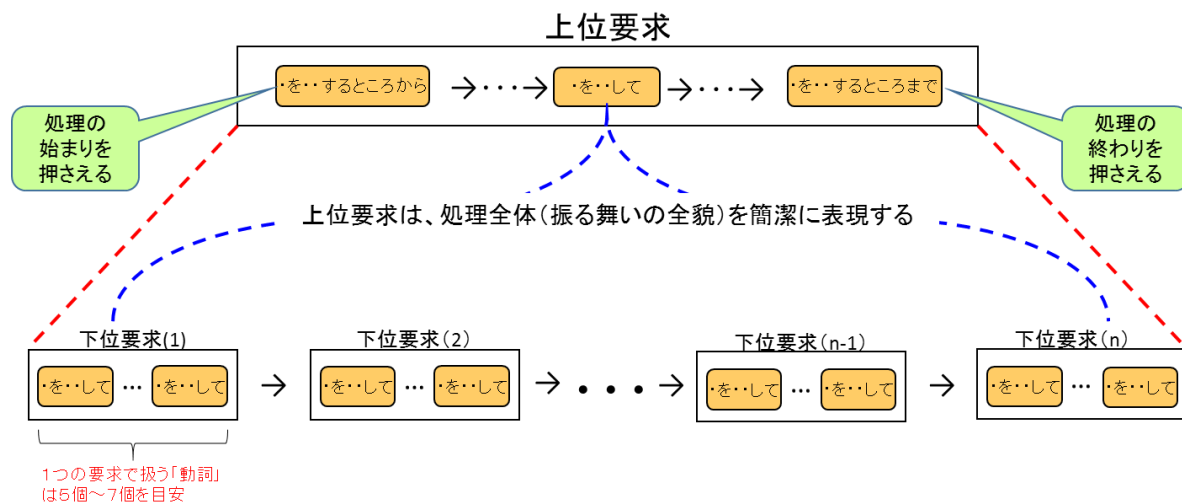 上位要求
・を・・するところから
→・・・→
・を・・して
→・・・→
・を・・するところまで
処理の
始まりを
押さえる
処理の
終わりを
押さえる
上位要求は、処理全体（振る舞いの全貌）を簡潔に表現する
下位要求(1)
・を・・して … ・を・・して
→
下位要求（2）
・を・・して … ・を・・して
→ ・・・ →
下位要求（n-1）
・を・・して … ・を・・して
→
下位要求（n）
・を・・して … ・を・・して
1つの要求で扱う「動詞」
は5個～7個を目安